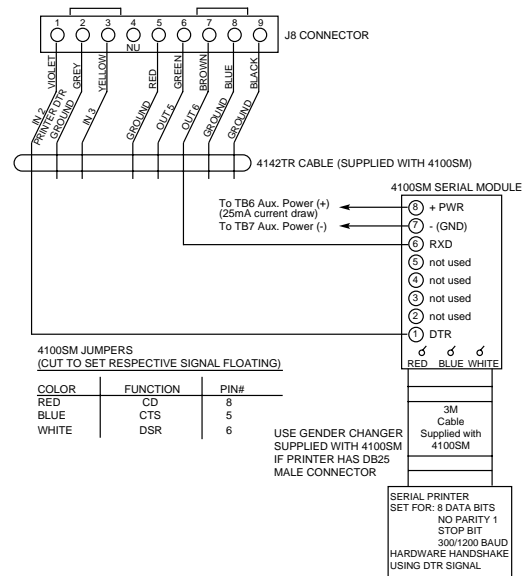 1 2 3 4 5 6 7 8 9
J8 CONNECTOR
NU
VIOLET
GREY
YELLOW
RED
GREEN
BROWN
BLUE
BLACK
IN 2
PRINTER DTR
GROUND
IN 3
GROUND
OUT 5
OUT 6
GROUND
GROUND
4142TR CABLE (SUPPLIED WITH 4100SM)
4100SM SERIAL MODULE
To TB6 Aux. Power (+)
(25mA current draw)
To TB7 Aux. Power (-)
8 + PWR
7 - (GND)
6 RXD
5 not used
4 not used
3 not used
2 not used
1 DTR
RED BLUE WHITE
4100SM JUMPERS
(CUT TO SET RESPECTIVE SIGNAL FLOATING)
COLOR FUNCTION PIN#
RED CD 8
BLUE CTS 5
WHITE DSR 6
USE GENDER CHANGER
SUPPLIED WITH 4100SM
IF PRINTER HAS DB25
MALE CONNECTOR
3M
Cable
Supplied with
4100SM
SERIAL PRINTER
SET FOR: 8 DATA BITS
NO PARITY 1
STOP BIT
300/1200 BAUD
HARDWARE HANDSHAKE
USING DTR SIGNAL